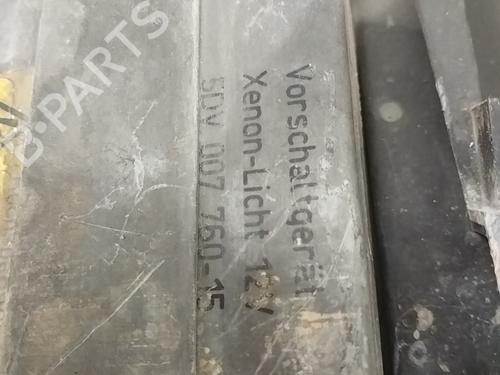 Vorschaltgerät
Xenon-Licht 12V
5DV 007 760-15
B-PARTS